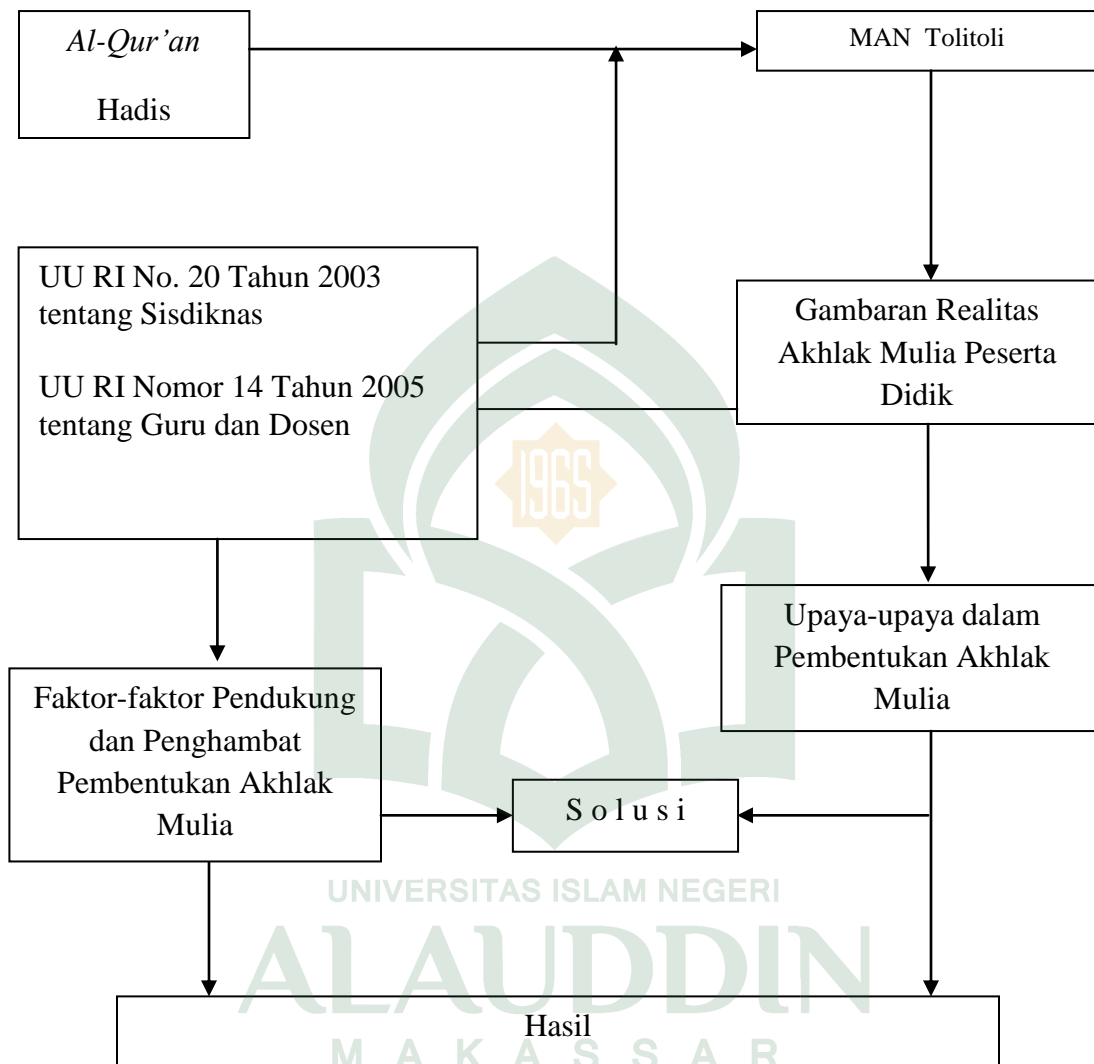 Al-Qur’an
Hadis
MAN Tolitoli
UU RI No. 20 Tahun 2003
tentang Sisdiknas
UU RI Nomor 14 Tahun 2005
tentang Guru dan Dosen
Gambaran Realitas
Akhlak Mulia Peserta
Didik
1965
Upaya-upaya dalam
Pembentukan Akhlak
Mulia
Faktor-faktor Pendukung
dan Penghambat
Pembentukan Akhlak
Mulia
S o l u s i
UNIVERSITAS ISLAM NEGERI
ALAUDDIN
Hasil
M A K A S S A R